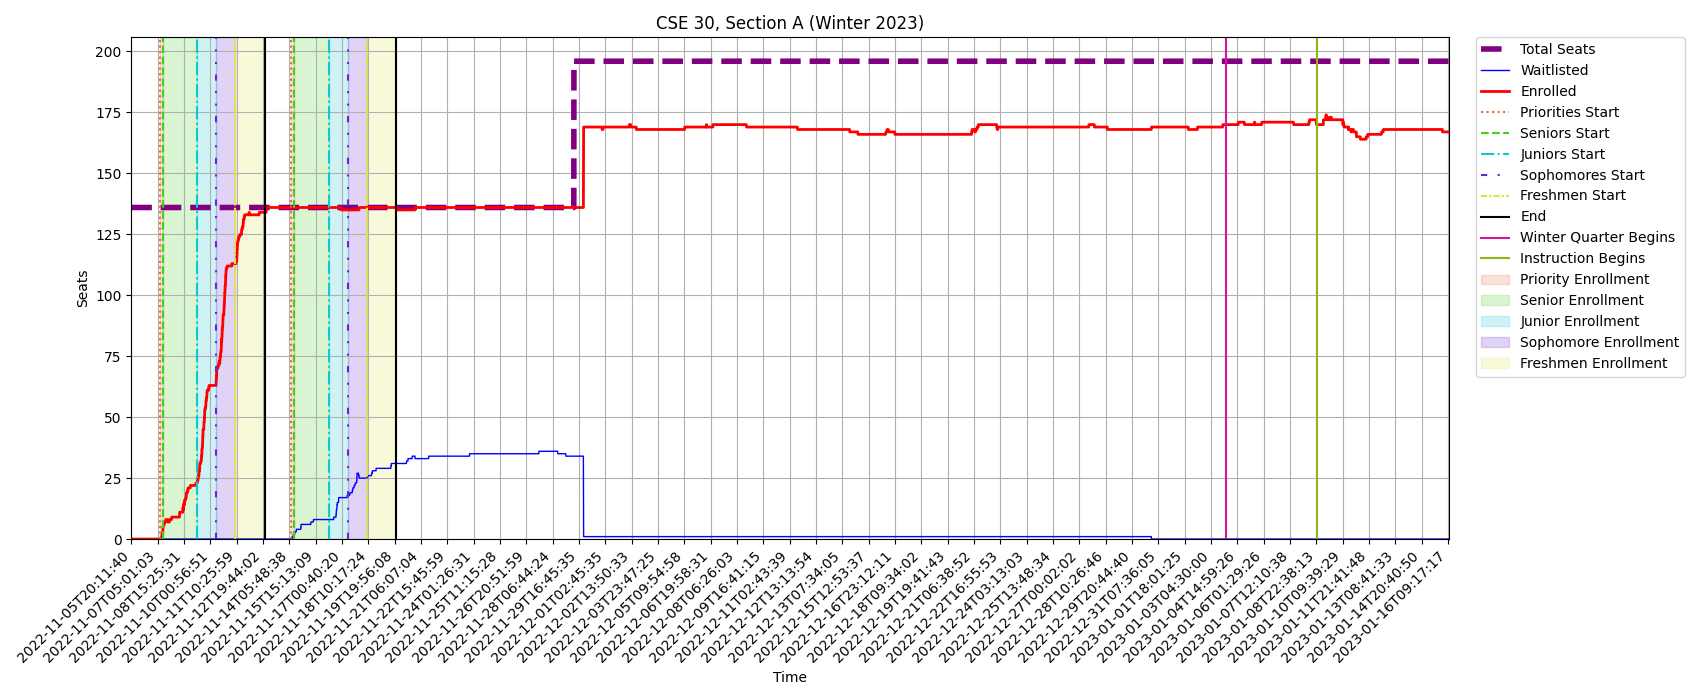 CSE 30, Section A (Winter 2023)
Seats
200
175
150
125
100
75
50
25
0
2022-11-05T20:11:40
2022-11-07T05:01:03
2022-11-08T15:25:31
2022-11-10T00:56:51
2022-11-11T10:25:59
2022-11-12T19:44:02
2022-11-14T05:48:39
2022-11-15T15:13:09
2022-11-17T00:40:20
2022-11-18T10:17:24
2022-11-19T19:56:08
2022-11-21T06:07:04
2022-11-22T15:45:59
2022-11-24T01:26:31
2022-11-25T11:15:28
2022-11-26T20:51:59
2022-11-28T06:44:24
2022-11-29T16:45:35
2022-12-01T02:45:35
2022-12-02T13:50:33
2022-12-03T23:47:25
2022-12-05T09:54:58
2022-12-06T19:58:31
2022-12-08T06:26:03
2022-12-09T16:41:15
2022-12-11T02:43:39
2022-12-12T13:13:54
2022-12-13T07:34:05
2022-12-15T12:53:37
2022-12-16T23:12:11
2022-12-18T09:34:02
2022-12-19T19:41:43
2022-12-21T06:38:52
2022-12-22T16:55:53
2022-12-24T03:13:03
2022-12-25T13:48:34
2022-12-27T00:02:02
2022-12-28T10:26:46
2022-12-29T20:44:40
2022-12-31T07:36:05
2023-01-01T18:01:25
2023-01-03T04:30:00
2023-01-04T14:59:26
2023-01-06T01:29:26
2023-01-07T12:10:38
2023-01-08T22:38:13
2023-01-10T09:39:29
2023-01-11T21:41:48
2023-01-13T08:41:33
2023-01-14T20:40:50
2023-01-16T09:17:17
Time
Total Seats
Waitlisted
Enrolled
Priorities Start
Seniors Start
Juniors Start
Sophomores Start
Freshmen Start
End
Winter Quarter Begins
Instruction Begins
Priority Enrollment
Senior Enrollment
Junior Enrollment
Sophomore Enrollment
Freshmen Enrollment